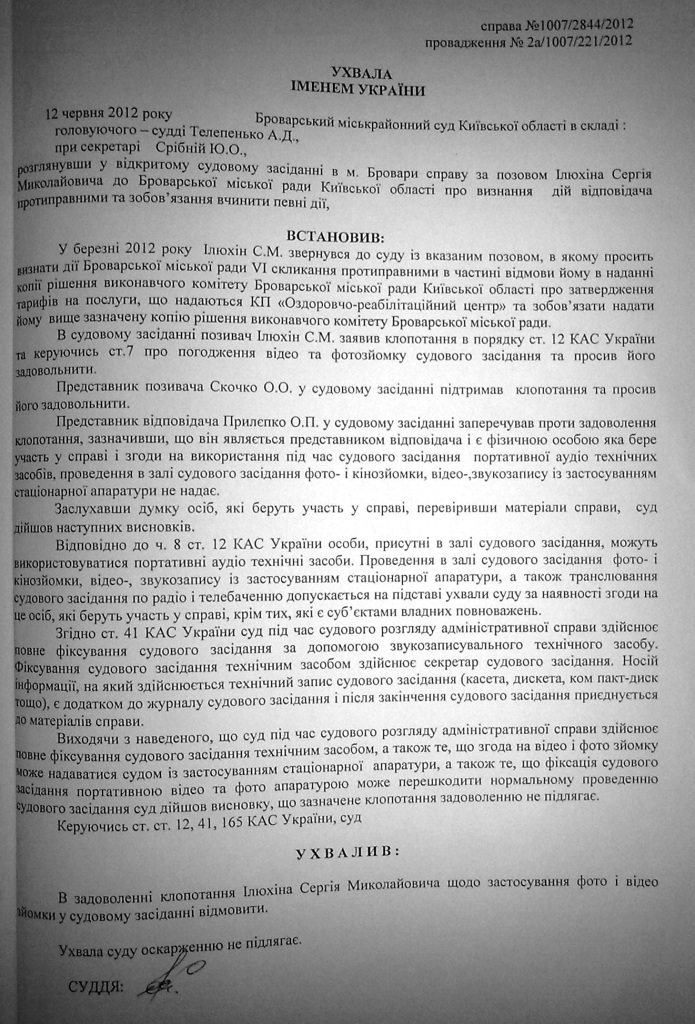 справа №1007/2844/2012
провадження № 2а/1007/221/2012
УХВАЛА
ІМЕНЕМ УКРАЇНИ
12 червня 2012 року Броварський міськрайонний суд Київської області в складі :
головуючого – судді Телепенько А.Д.,
при секретарі Срібній Ю.О.,
розглянувши у відкритому судовому засіданні в м. Бровари справу за позовом Ілюхіна Сергія
Миколайовича до Броварської міської ради Київської області про визнання дій відповідача
протиправними та зобов’язання вчинити певні дії,
ВСТАНОВИВ:
У березні 2012 року Ілюхін С.М. звернувся до суду із вказаним позовом, в якому просить
визнати дії Броварської міської ради VI скликання протиправними в частині відмови йому в наданні
копії рішення виконавчого комітету Броварської міської ради Київської області про затвердження
тарифів на послуги, що надаються КП «Оздоровчо-реабілітаційний центр» та зобов’язати надати
йому вище зазначену копію рішення виконавчого комітету Броварської міської ради.
В судовому засіданні позивач Ілюхін С.М. заявив клопотання в порядку ст. 12 КАС України
та керуючись ст.7 про погодження відео та фотозйомку судового засідання та просив його
задовольнити.
Представник позивача Скочко О.О. у судовому засіданні підтримав клопотання та просив
його задовольнити.
Представник відповідача Прилєпко О.П. у судовому засіданні заперечував проти задоволення
клопотання, зазначивши, що він являється представником відповідача і є фізичною особою яка бере
участь у справі і згоди на використання під час судового засідання портативної аудіо технічних
засобів, проведення в залі судового засідання фото- і кінозйомки, відео-,звукозапису із застосуванням
стаціонарної апаратури не надає.
Заслухавши думку осіб, які беруть участь у справі, перевіривши матеріали справи, суд
дійшов наступних висновків.
Відповідно до ч. 8 ст. 12 КАС України особи, присутні в залі судового засідання, можуть
використовуватися портативні аудіо технічні засоби. Проведення в залі судового засідання фото- і
кінозйомки, відео-, звукозапису із застосуванням стаціонарної апаратури, а також транслювання
судового засідання по радіо і телебаченню допускається на підставі ухвали суду за наявності згоди на
це осіб, які беруть участь у справі, крім тих, які є суб’єктами владних повноважень.
Згідно ст. 41 КАС України суд під час судового розгляду адміністративної справи здійснює
повне фіксування судового засідання за допомогою звукозаписувального технічного засобу.
Фіксування судового засідання технічним засобом здійснює секретар судового засідання. Носій
інформації, на який здійснюється технічний запис судового засідання (касета, дискета, ком пакт-диск
тощо), є додатком до журналу судового засідання і після закінчення судового засідання приєднується
до матеріалів справи.
Виходячи з наведеного, що суд під час судового розгляду адміністративної справи здійснює
повне фіксування судового засідання технічним засобом, а також те, що згода на відео і фото зйомку
може надаватися судом із застосуванням стаціонарної апаратури, а також те, що фіксація судового
засідання портативною відео та фото апаратурою може перешкодити нормальному проведенню
судового засідання суд дійшов висновку, що зазначене клопотання задоволенню не підлягає.
Керуючись ст. ст. 12, 41, 165 КАС України, суд
У Х В А Л И В :
В задоволенні клопотання Ілюхіна Сергія Миколайовича щодо застосування фото і відео
зйомки у судовому засіданні відмовити.
Ухвала суду оскарженню не підлягає.
СУДДЯ: